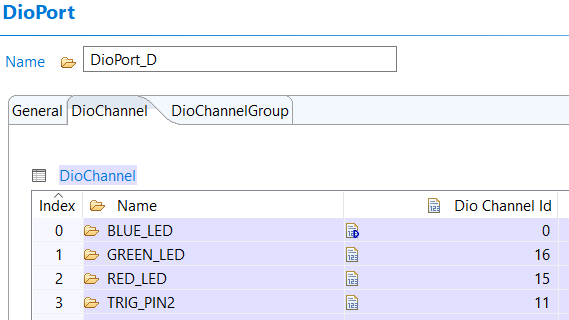 DioPort
Name DioPort_D
General DioChannel DioChannelGroup
DioChannel
Index Name Dio Channel Id
0 BLUE_LED 0
1 GREEN_LED 16
2 RED_LED 15
3 TRIG_PIN2 11